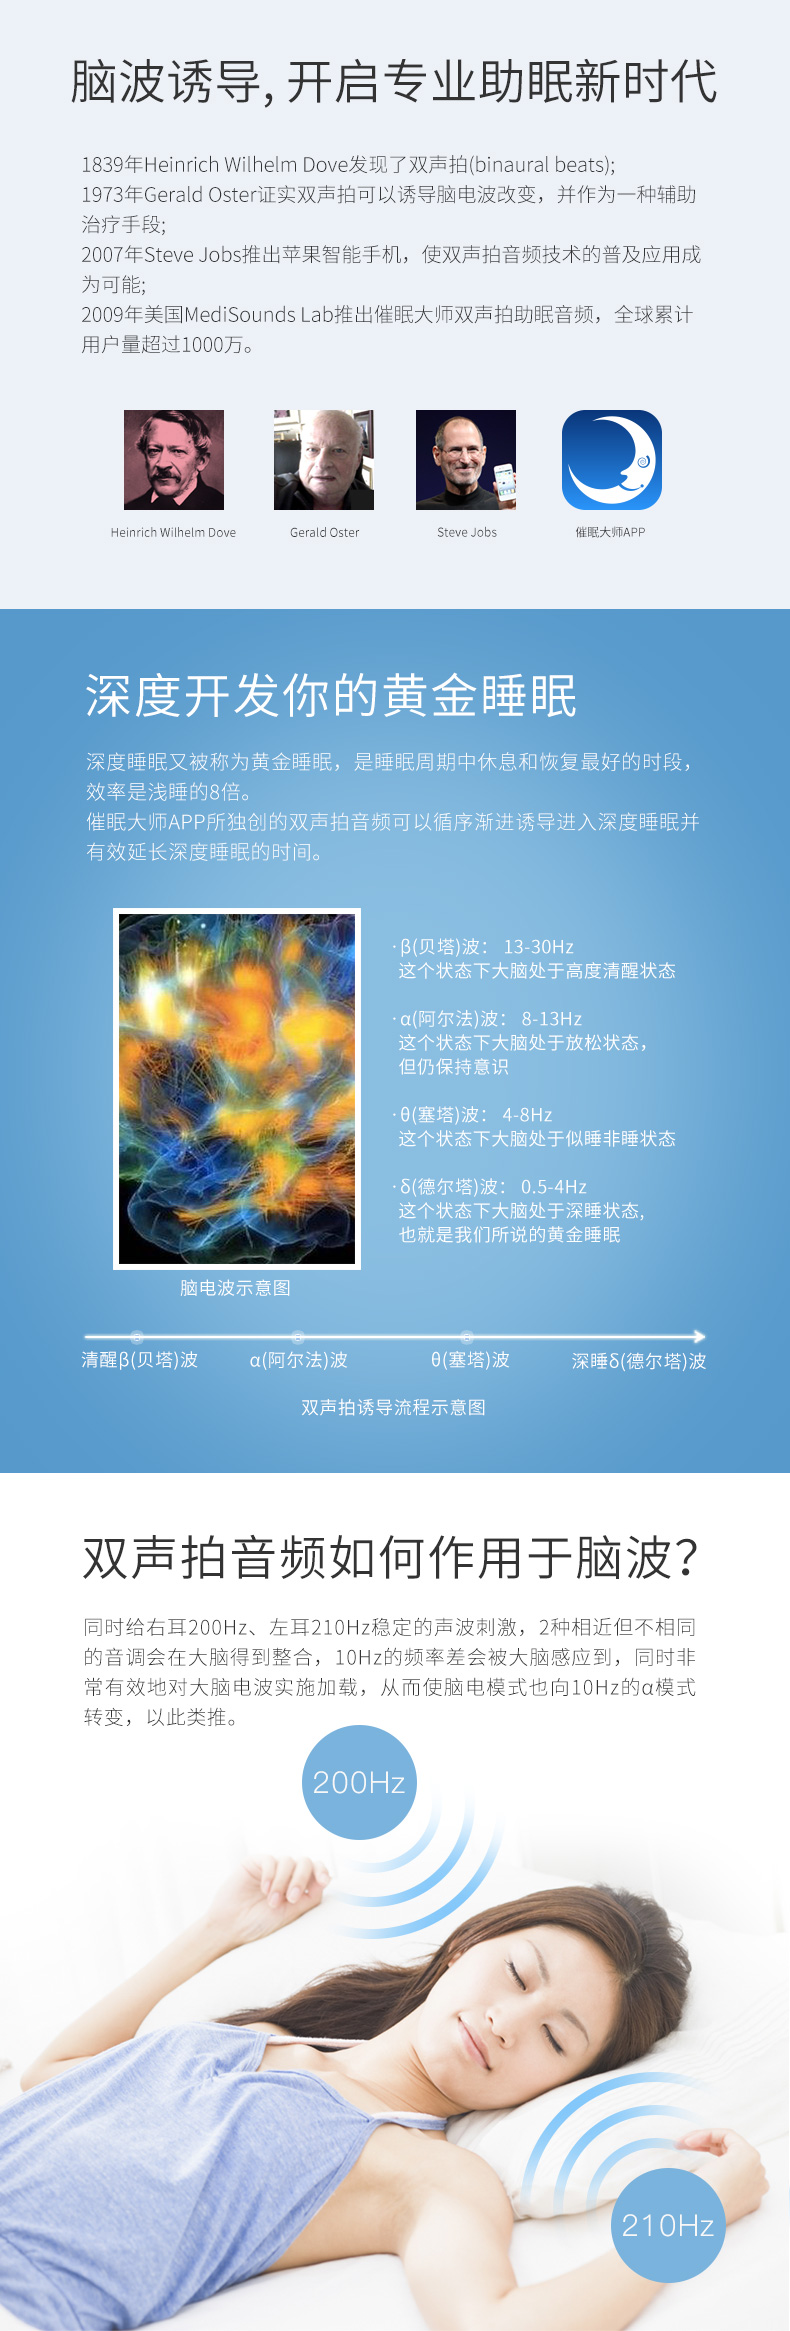 脑波诱导, 开启专业助眠新时代
1839年Heinrich Wilhelm Dove发现了双声拍(binaural beats);
1973年Gerald Oster证实双声拍可以诱导脑电波改变，并作为一种辅助
治疗手段;
2007年Steve Jobs推出苹果智能手机，使双声拍音频技术的普及应用成
为可能;
2009年美国MediSounds Lab推出催眠大师双声拍助眠音频，全球累计
用户量超过1000万。
Heinrich Wilhelm Dove
Gerald Oster
Steve Jobs
催眠大师APP
深度开发你的黄金睡眠
深度睡眠又被称为黄金睡眠，是睡眠周期中休息和恢复最好的时段，
效率是浅睡的8倍。
催眠大师APP所独创的双声拍音频可以循序渐进诱导进入深度睡眠并
有效延长深度睡眠的时间。
·β(贝塔)波： 13-30Hz
这个状态下大脑处于高度清醒状态
·α(阿尔法)波： 8-13Hz
这个状态下大脑处于放松状态，
但仍保持意识
·θ(塞塔)波： 4-8Hz
这个状态下大脑处于似睡非睡状态
·δ(德尔塔)波： 0.5-4Hz
这个状态下大脑处于深睡状态,
也就是我们所说的黄金睡眠
脑电波示意图
清醒β(贝塔)波
α(阿尔法)波
θ(塞塔)波
深睡δ(德尔塔)波
双声拍诱导流程示意图
双声拍音频如何作用于脑波？
同时给右耳200Hz、左耳210Hz稳定的声波刺激，2种相近但不相同
的音调会在大脑得到整合，10Hz的频率差会被大脑感应到，同时非
常有效地对大脑电波实施加载，从而使脑电模式也向10Hz的α模式
转变，以此类推。
200Hz
210Hz